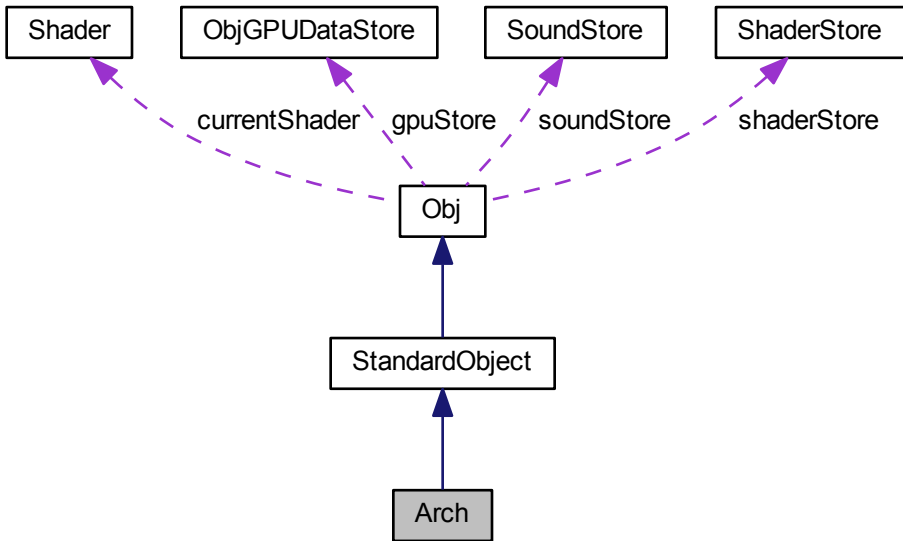 Shader
ObjGPUDataStore
SoundStore
ShaderStore
currentShader
gpuStore
soundStore
shaderStore
Obj
StandardObject
Arch